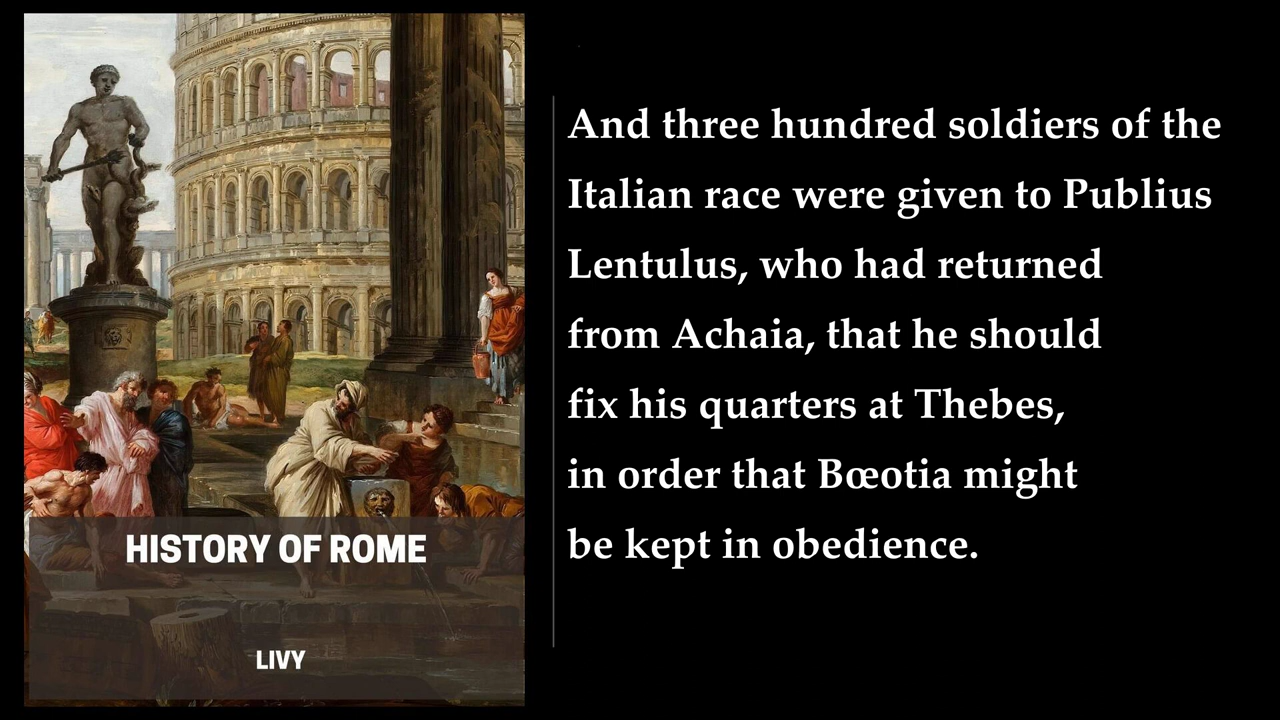 HISTORY OF ROME
LIVY
And three hundred soldiers of the
Italian race were given to Publius
Lentulus, who had returned
from Achaia, that he should
fix his quarters at Thebes,
in order that Bœotia might
be kept in obedience.